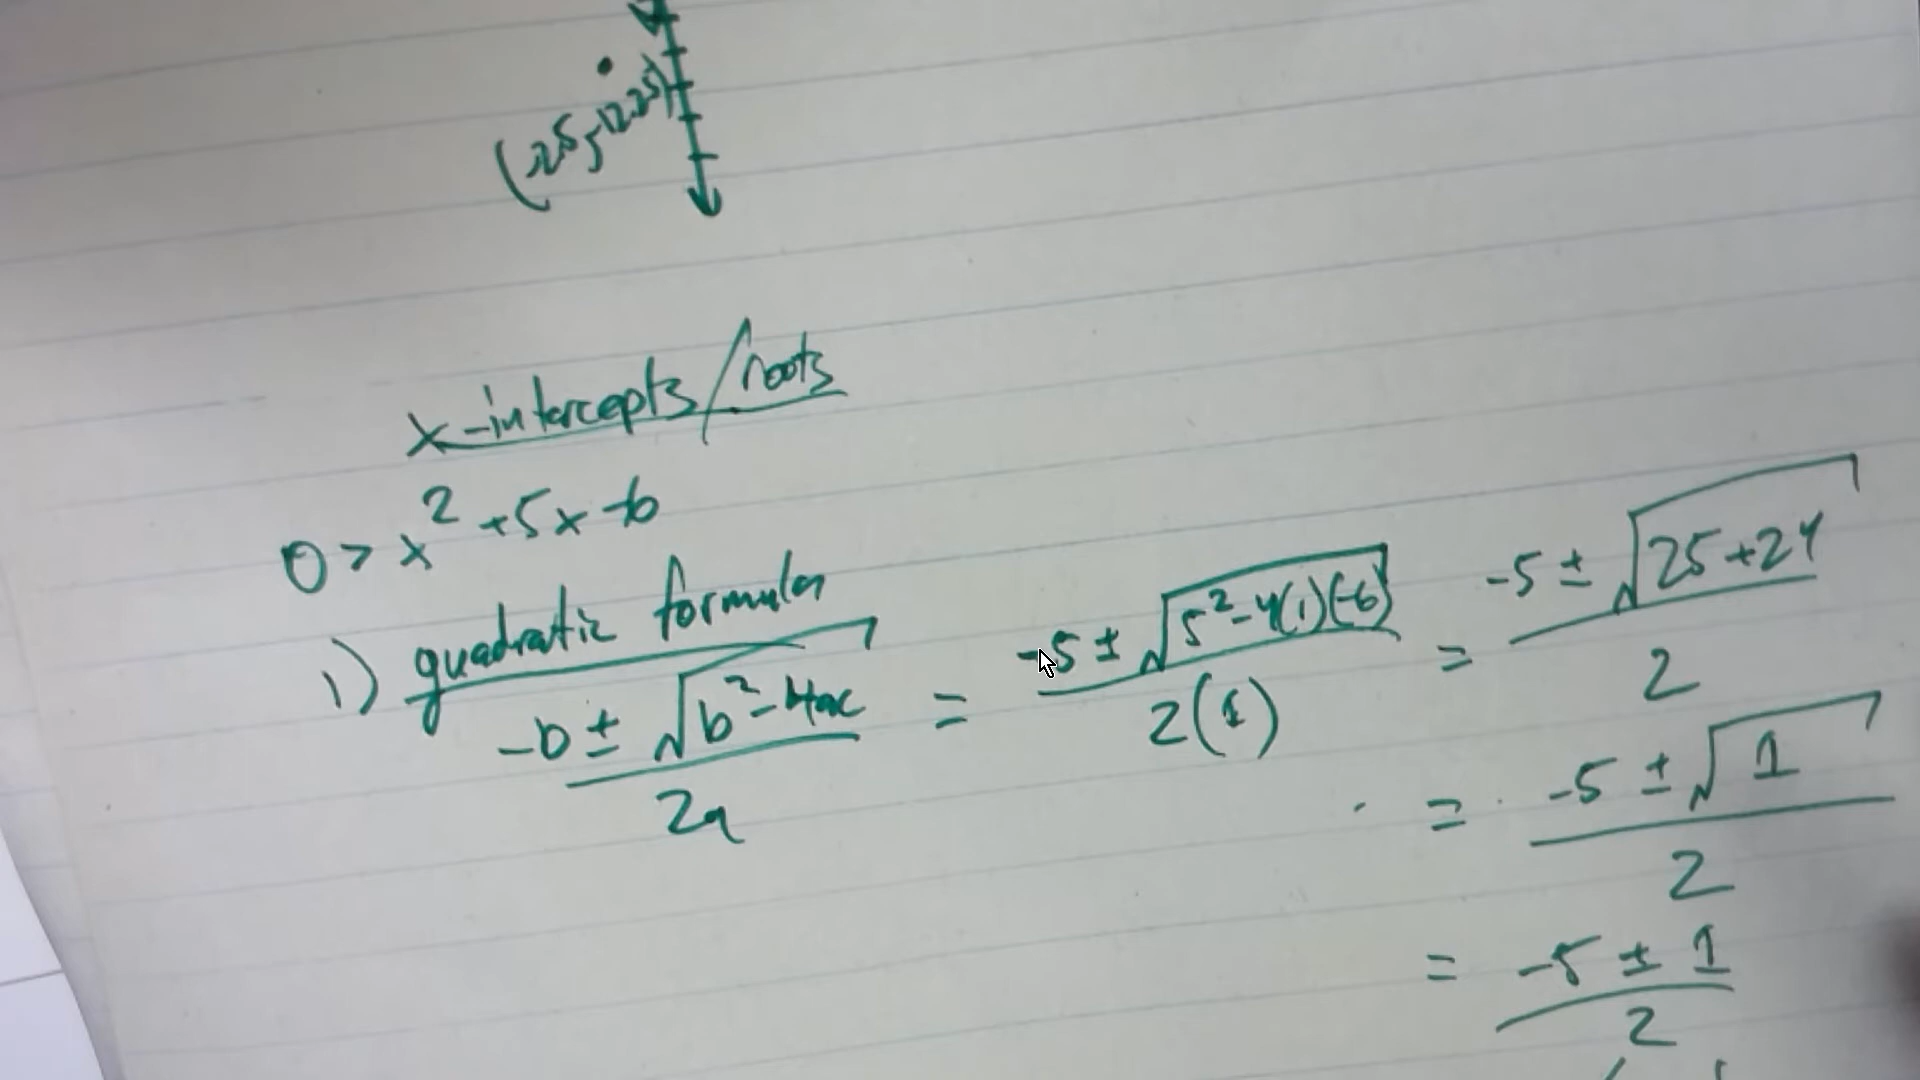 (2.5, 12.25)
x-intercepts/roots
0 > x² + 5x - 6
1) quadratic formula
-b ± √(b² - 4ac) / 2a = -5 ± √(5² - 4(1)(-6)) / 2(1) = -5 ± √(25 + 24) / 2
= -5 ± √1 / 2
= -5 ± 1 / 2